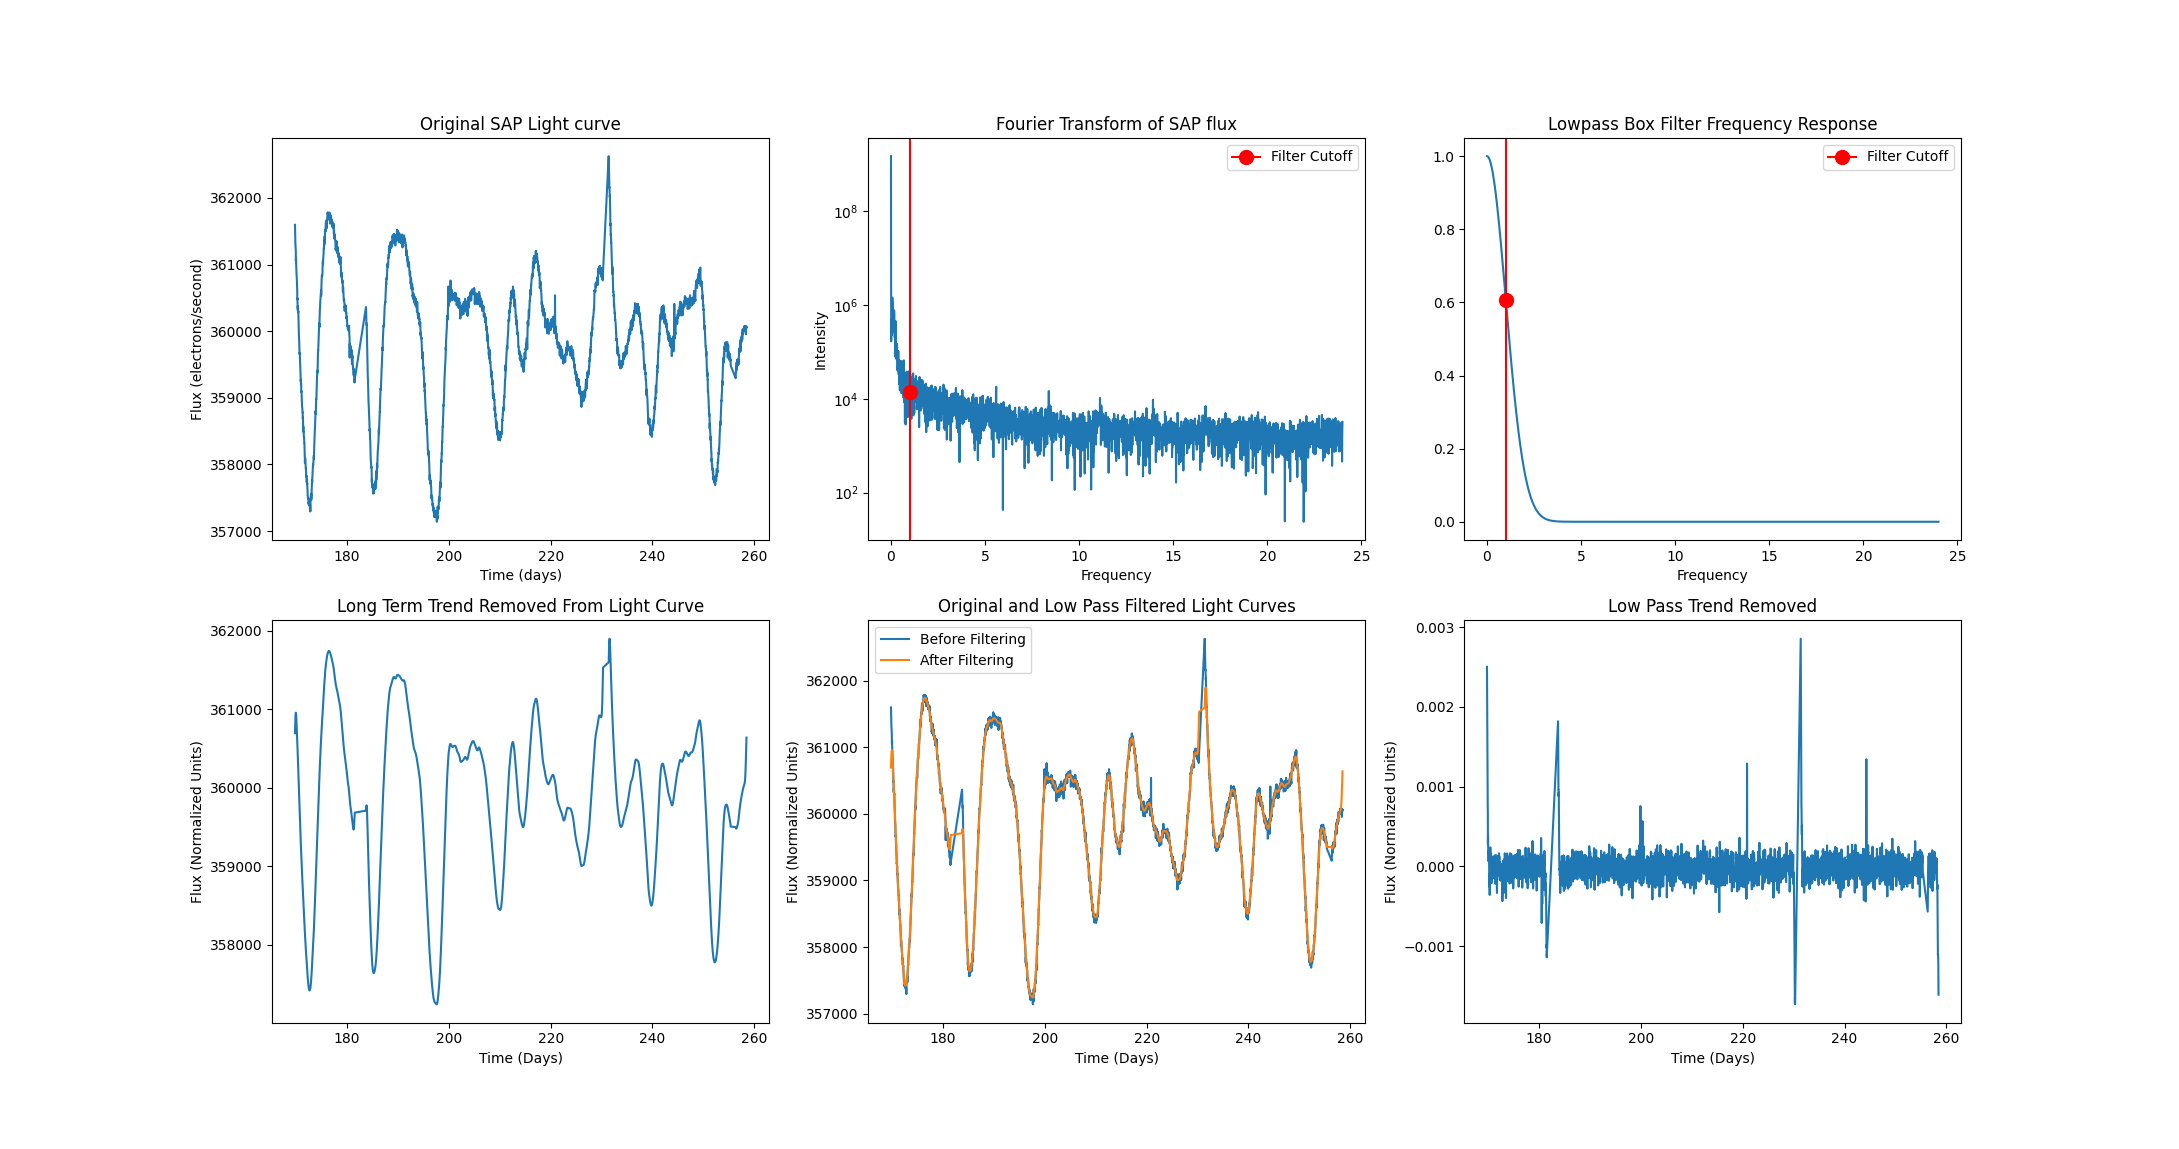 Original SAP Light curve
362000
361000
360000
359000
358000
357000
Flux (electrons/second)
180 200 220 240 260
Time (days)
Fourier Transform of SAP flux
Filter Cutoff
10^8
10^6
10^4
10^2
Intensity
0 5 10 15 20 25
Frequency
Lowpass Box Filter Frequency Response
Filter Cutoff
1.0
0.8
0.6
0.4
0.2
0.0
0 5 10 15 20 25
Frequency
Long Term Trend Removed From Light Curve
362000
361000
360000
359000
358000
Flux (Normalized Units)
180 200 220 240 260
Time (Days)
Original and Low Pass Filtered Light Curves
Before Filtering
After Filtering
362000
361000
360000
359000
358000
357000
Flux (Normalized Units)
180 200 220 240 260
Time (Days)
Low Pass Trend Removed
0.003
0.002
0.001
0.000
−0.001
Flux (Normalized Units)
180 200 220 240 260
Time (Days)